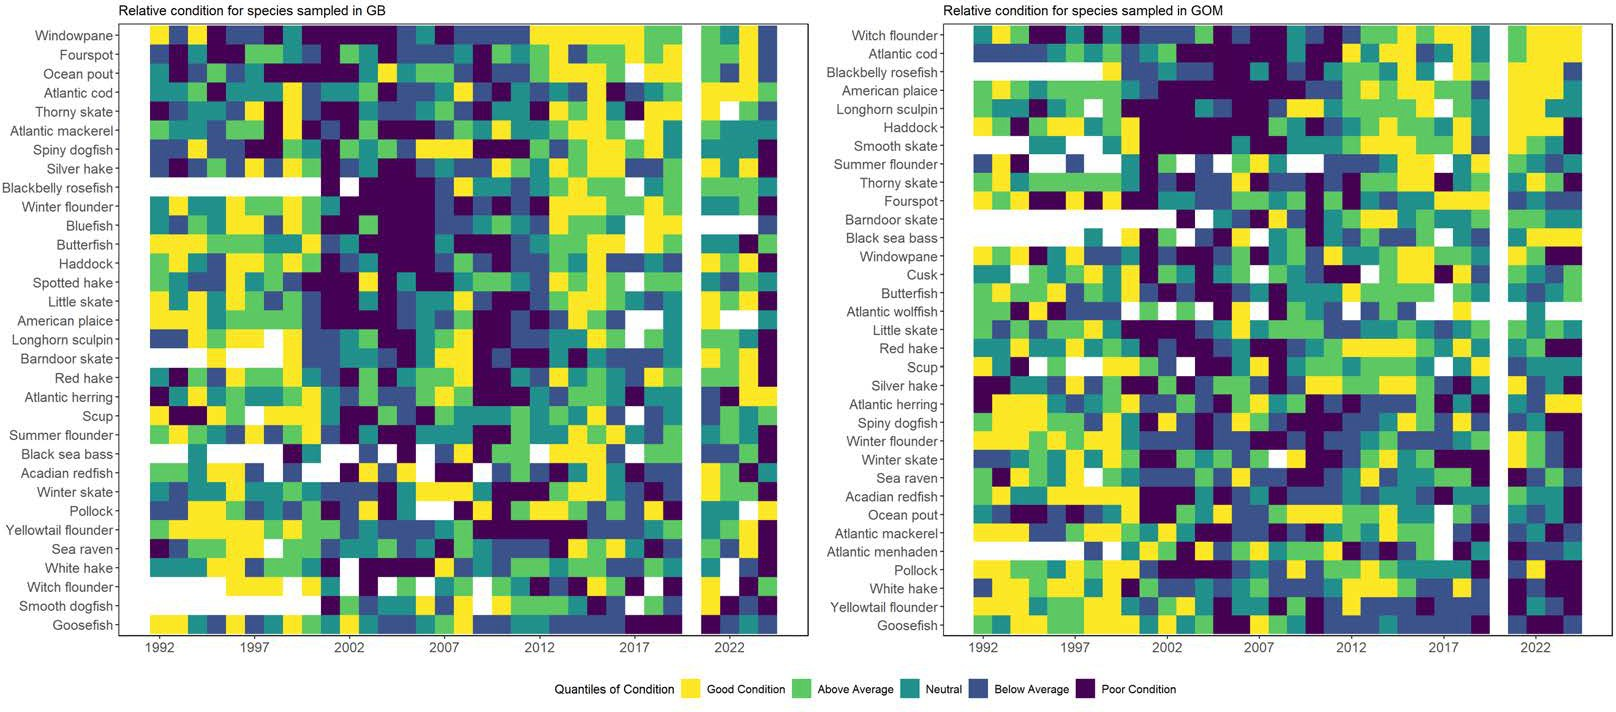 Relative condition for species sampled in GB
Windowpane
Fourspot
Ocean pout
Atlantic cod
Thorny skate
Atlantic mackerel
Spiny dogfish
Silver hake
Blackbelly rosefish
Winter flounder
Bluefish
Butterfish
Haddock
Spotted hake
Little skate
American plaice
Longhorn sculpin
Barndoor skate
Red hake
Atlantic herring
Scup
Summer flounder
Black sea bass
Acadian redfish
Winter skate
Pollock
Yellowtail flounder
Sea raven
White hake
Witch flounder
Smooth dogfish
Goosefish
1992 1997 2002 2007 2012 2017 2022
Relative condition for species sampled in GOM
Witch flounder
Atlantic cod
Blackbelly rosefish
American plaice
Longhorn sculpin
Haddock
Smooth skate
Summer flounder
Thorny skate
Fourspot
Barndoor skate
Black sea bass
Windowpane
Cusk
Butterfish
Atlantic wolffish
Little skate
Red hake
Scup
Silver hake
Atlantic herring
Spiny dogfish
Winter flounder
Winter skate
Sea raven
Acadian redfish
Ocean pout
Atlantic mackerel
Atlantic menhaden
Pollock
White hake
Yellowtail flounder
Goosefish
1992 1997 2002 2007 2012 2017 2022
Quantiles of Condition Good Condition Above Average Neutral Below Average Poor Condition